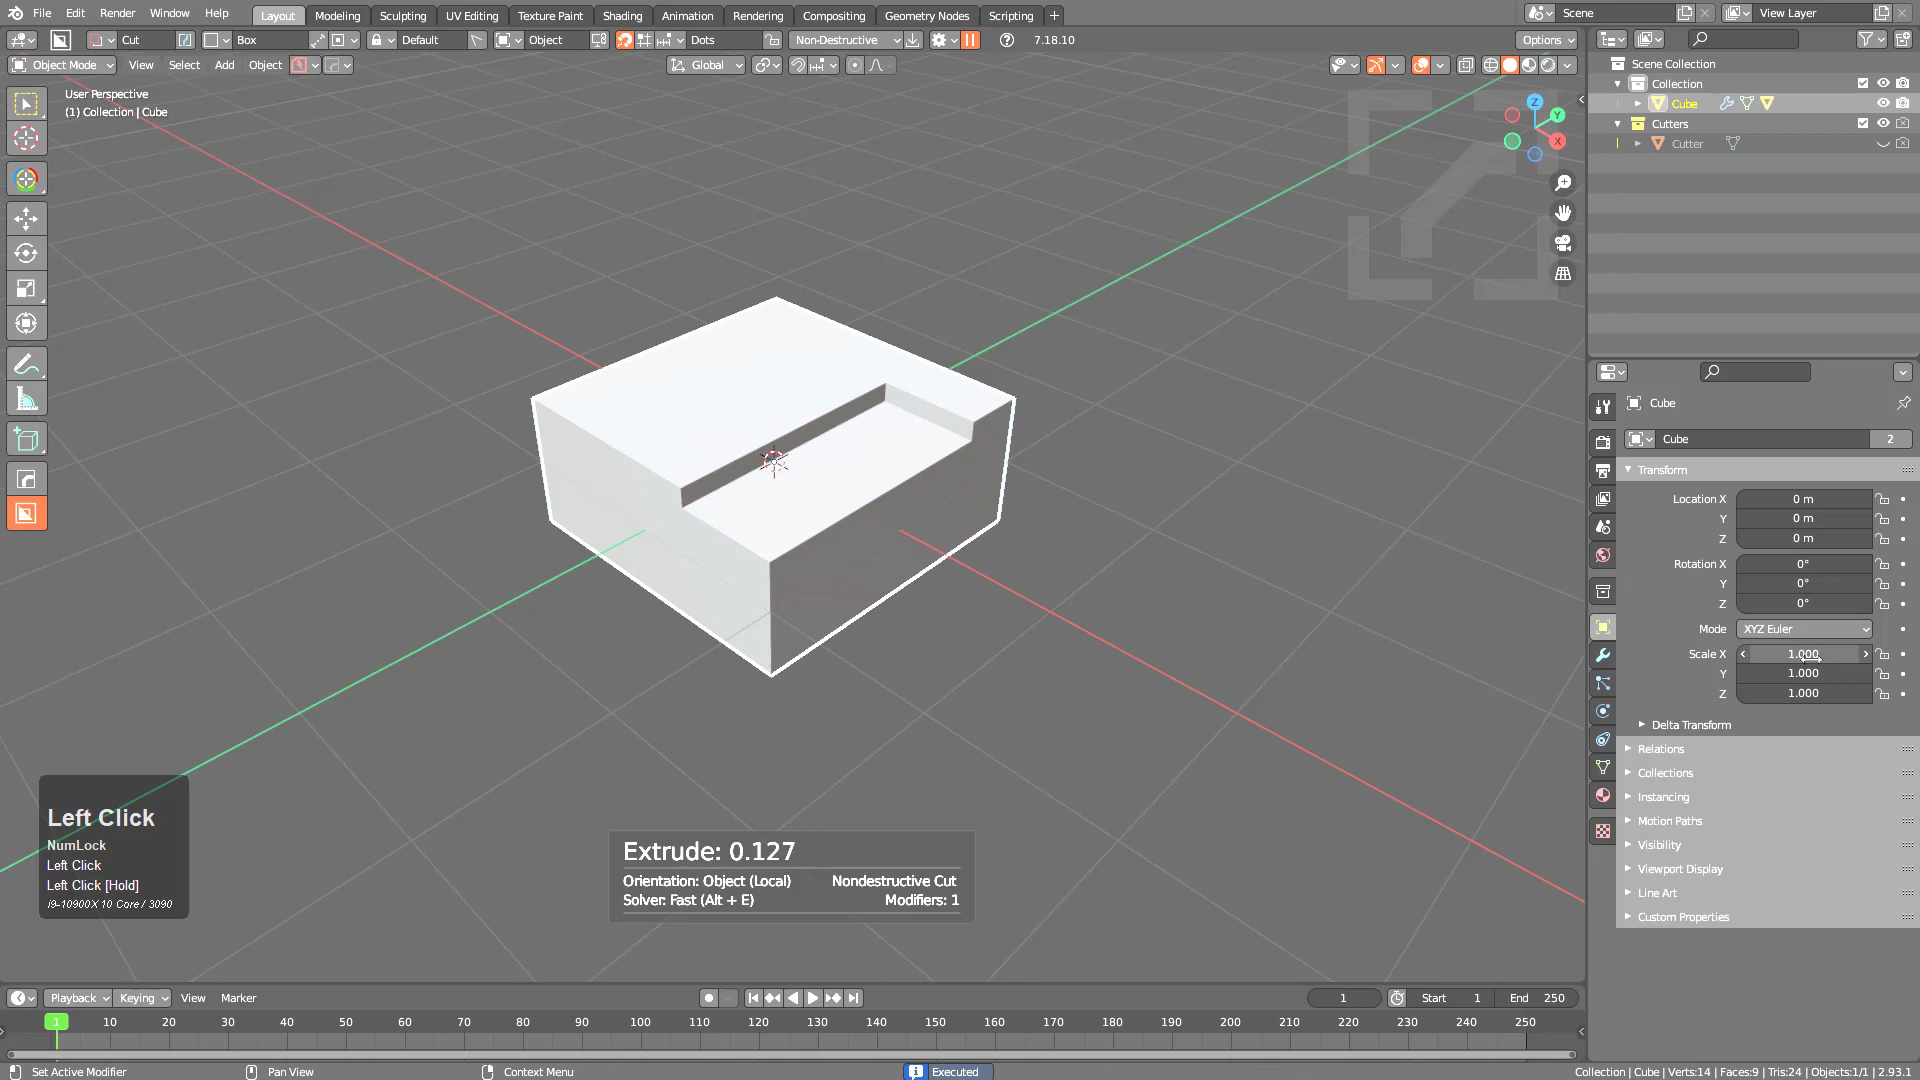 File Edit Render Window Help Layout Modeling Sculpting UV Editing Texture Paint Shading Animation Rendering Compositing Geometry Nodes Scripting + Scene View Layer
Cut Box Default Object Dots Non-Destructive 7.18.10 Options
Object Mode View Select Add Object Global
User Perspective
(1) Collection | Cube
Z
Y
X
Scene Collection
Collection
Cube
Cutters
Cutter
Cube
Cube 2
Transform
Location X 0 m
Y 0 m
Z 0 m
Rotation X 0°
Y 0°
Z 0°
Mode XYZ Euler
Scale X 1.000
Y 1.000
Z 1.000
Delta Transform
Relations
Collections
Instancing
Motion Paths
Visibility
Viewport Display
Line Art
Custom Properties
Left Click
NumLock
Left Click
Left Click [Hold]
i9-10900X 10 Core / 3090
Extrude: 0.127
Orientation: Object (Local) Nondestructive Cut
Solver: Fast (Alt + E) Modifiers: 1
Playback Keying View Marker 1 Start 1 End 250
1 10 20 30 40 50 60 70 80 90 100 110 120 130 140 150 160 170 180 190 200 210 220 230 240 250
Set Active Modifier Pan View Context Menu Executed Collection | Cube | Verts:14 | Faces:9 | Tris:24 | Objects:1/1 | 2.93.1